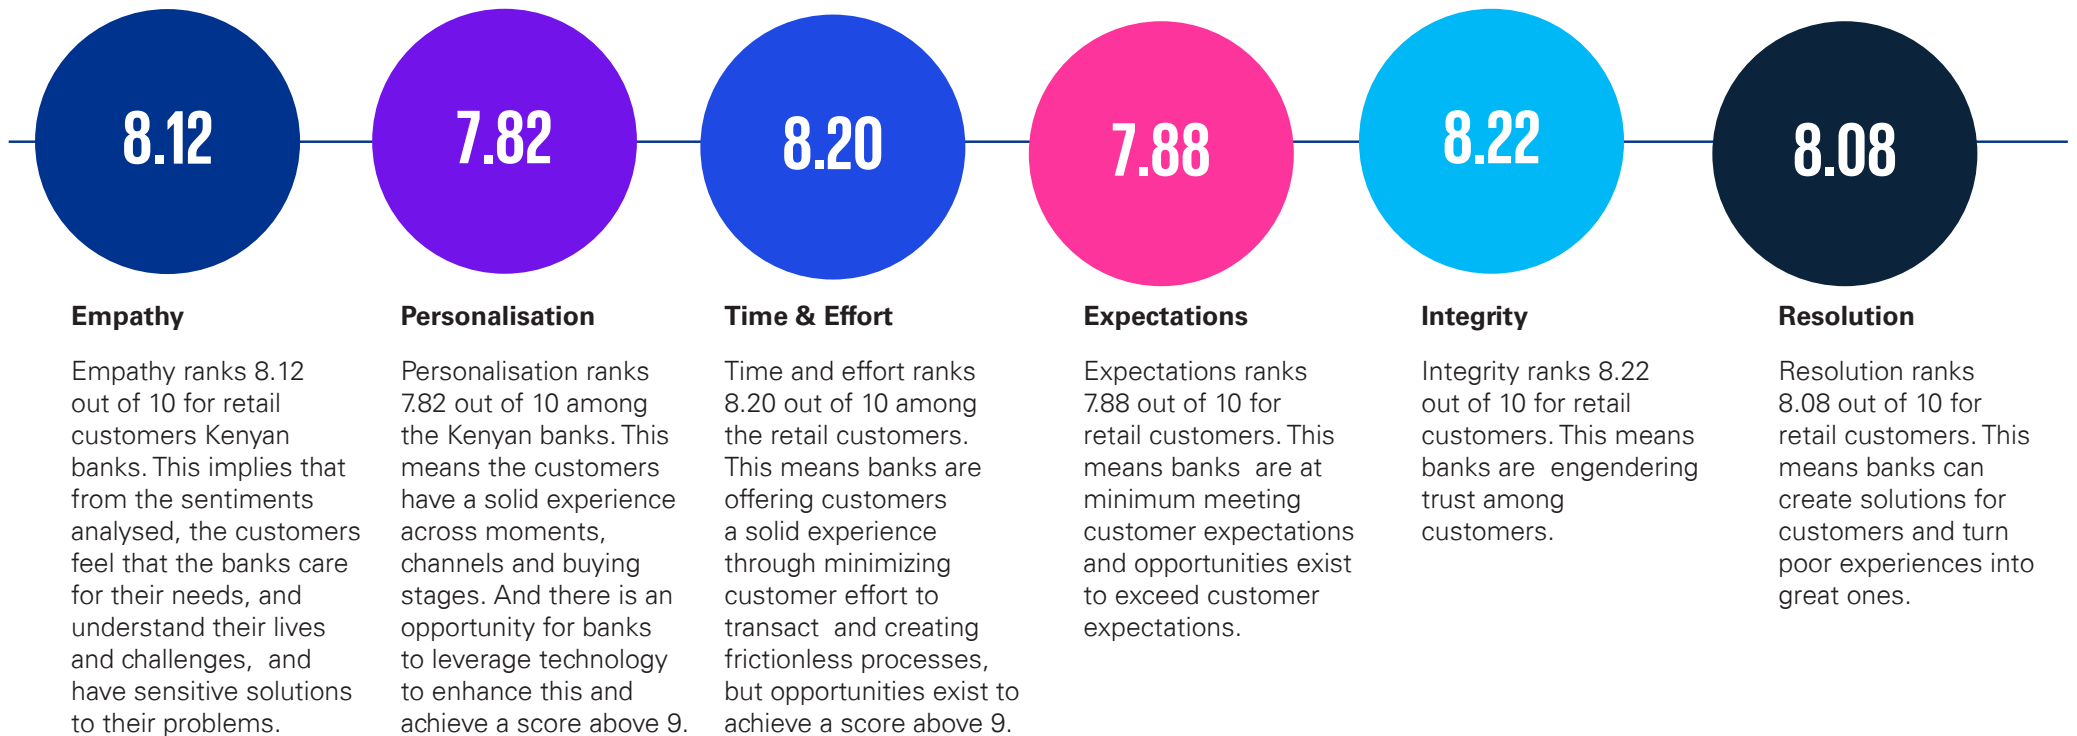 8.12
7.82
8.20
7.88
8.22
8.08
Empathy
Empathy ranks 8.12
out of 10 for retail
customers Kenyan
banks. This implies that
from the sentiments
analysed, the customers
feel that the banks care
for their needs, and
understand their lives
and challenges,  and
have sensitive solutions
to their problems.
Personalisation
Personalisation ranks
7.82 out of 10 among
the Kenyan banks. This
means the customers
have a solid experience
across moments,
channels and buying
stages. And there is an
opportunity for banks
to leverage technology
to enhance this and
achieve a score above 9.
Time & Effort
Time and effort ranks
8.20 out of 10 among
the retail customers.
This means banks are
offering customers
a solid experience
through minimizing
customer effort to
transact  and creating
frictionless processes,
but opportunities exist to
achieve a score above 9.
Expectations
Expectations ranks
7.88 out of 10 for
retail customers. This
means banks  are at
minimum meeting
customer expectations
and opportunities exist
to exceed customer
expectations.
Integrity
Integrity ranks 8.22
out of 10 for retail
customers. This means
banks are  engendering
trust among
customers.
Resolution
Resolution ranks
8.08 out of 10 for
retail customers. This
means banks can
create solutions for
customers and turn
poor experiences into
great ones.